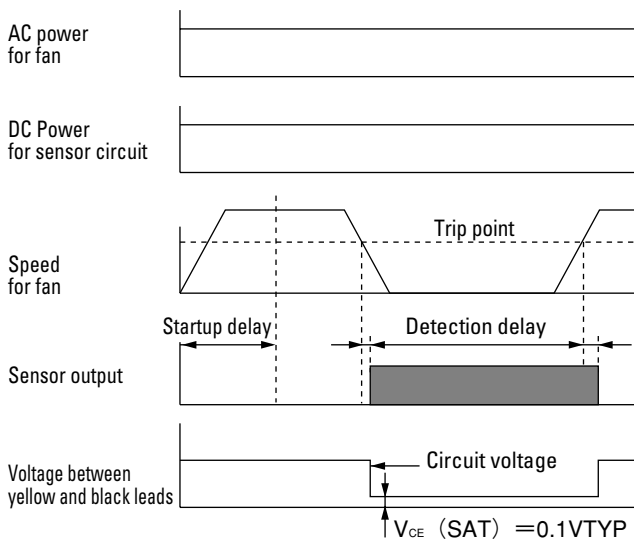 AC power
for fan
DC Power
for sensor circuit
Trip point
Speed
for fan
Startup delay
Detection delay
Sensor output
Circuit voltage
Voltage between
yellow and black leads
VCE (SAT) =0.1VTYP